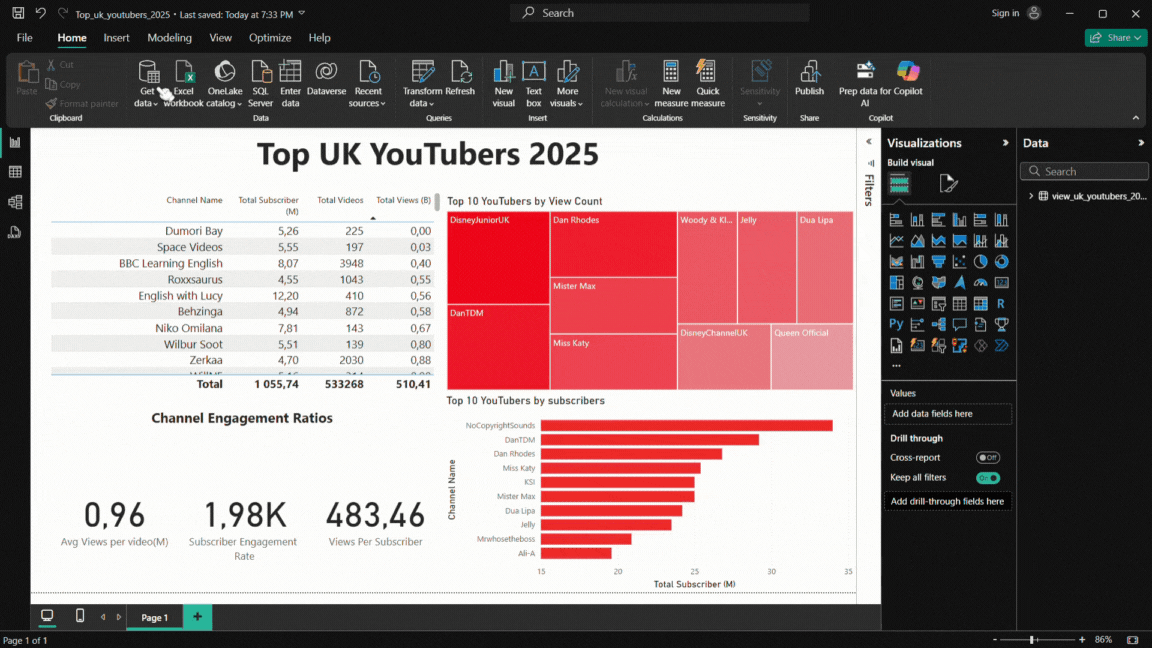 Top_uk_youtubers_2025 • Last saved: Today at 7:33 PM
Search
Sign in
File Home Insert Modeling View Optimize Help
Share
Paste
Cut
Copy
Format painter
Clipboard
Get data
Excel workbook
OneLake catalog
SQL Server
Enter data
Dataverse
Recent sources
Data
Transform data
Refresh
Queries
New visual
Text box
More visuals
Insert
New visual calculation
New measure
Quick measure
Calculations
Sensitivity
Sensitivity
Publish
Share
Prep data for AI
Copilot
Copilot
Top UK YouTubers 2025
Channel Name Total Subscriber (M) Total Videos Total Views (B)
Dumori Bay 5,26 225 0,00
Space Videos 5,55 197 0,03
BBC Learning English 8,07 3948 0,40
Roxxsaurus 4,55 1043 0,55
English with Lucy 12,20 410 0,56
Behzinga 4,94 872 0,58
Niko Omilana 7,81 143 0,67
Wilbur Soot 5,51 139 0,80
Zerkaa 4,70 2030 0,88
Total 1 055,74 533268 510,41
Top 10 YouTubers by View Count
DisneyJuniorUK
DanTDM
Dan Rhodes
Mister Max
Miss Katy
Woody & Kl...
Jelly
Dua Lipa
DisneyChannelUK
Queen Official
Channel Engagement Ratios
0,96
Avg Views per video(M)
1,98K
Subscriber Engagement
Rate
483,46
Views Per Subscriber
Top 10 YouTubers by subscribers
Channel Name
NoCopyrightSounds
DanTDM
Dan Rhodes
Miss Katy
KSI
Mister Max
Dua Lipa
Jelly
Mrwhosetheboss
Ali-A
15 20 25 30 35
Total Subscriber (M)
Filters
Visualizations
Build visual
R
Py
123
...
Values
Add data fields here
Drill through
Cross-report
Off
Keep all filters
On
Add drill-through fields here
Data
Search
view_uk_youtubers_20...
Page 1
+
Page 1 of 1
- + 86%